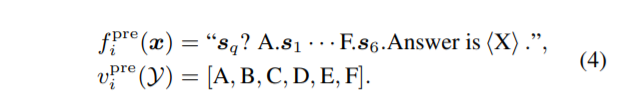 f_i^pre(x) = “s_q? A.s_1 ··· F.s_6.Answer is ⟨X⟩ .”,
v_i^pre(𝒴) = [A, B, C, D, E, F].
(4)